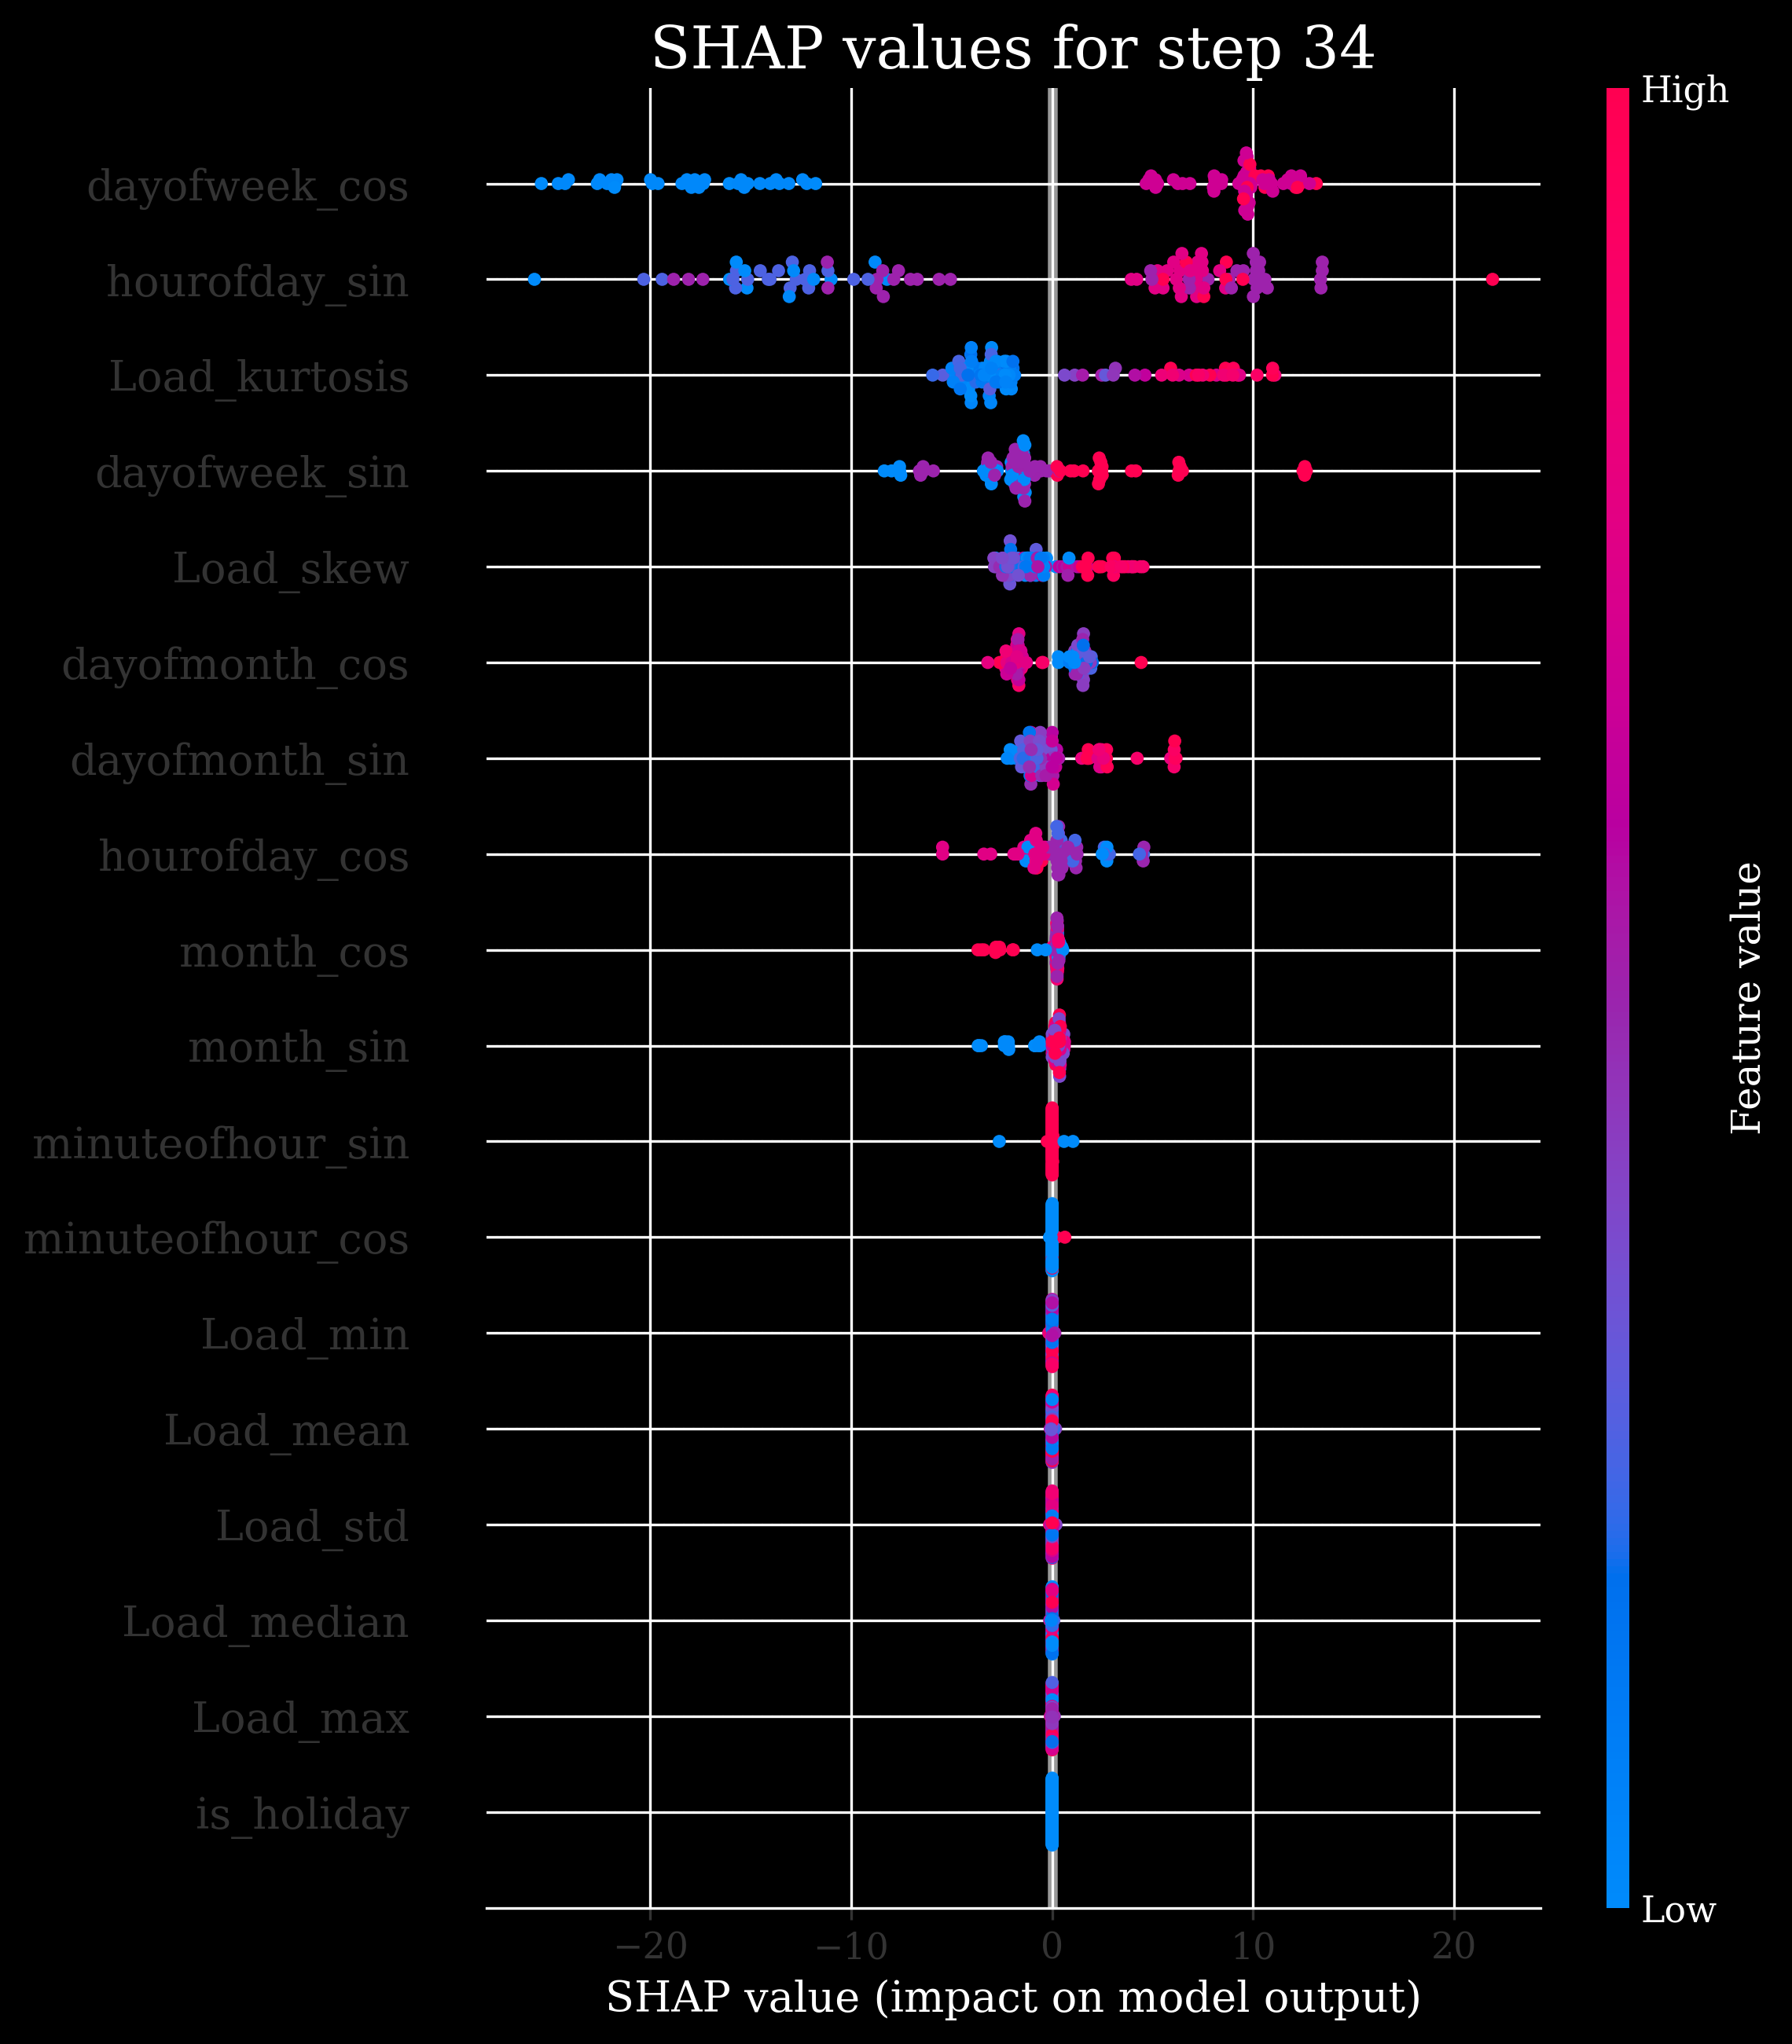 SHAP values for step 34
High
dayofweek_cos
hourofday_sin
Load_kurtosis
dayofweek_sin
Load_skew
dayofmonth_cos
dayofmonth_sin
hourofday_cos
month_cos
month_sin
minuteofhour_sin
minuteofhour_cos
Load_min
Load_mean
Load_std
Load_median
Load_max
is_holiday
Feature value
Low
−20 −10 0 10 20
SHAP value (impact on model output)